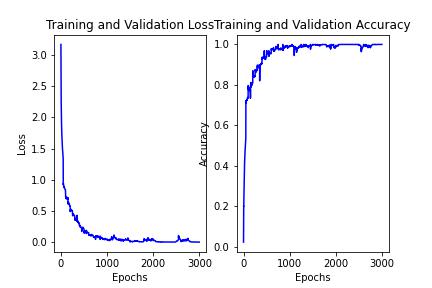 Training and Validation Loss
3.0
2.5
2.0
1.5
1.0
0.5
0.0
Loss
0 1000 2000 3000
Epochs
Training and Validation Accuracy
1.0
0.8
0.6
0.4
0.2
0.0
Accuracy
0 1000 2000 3000
Epochs